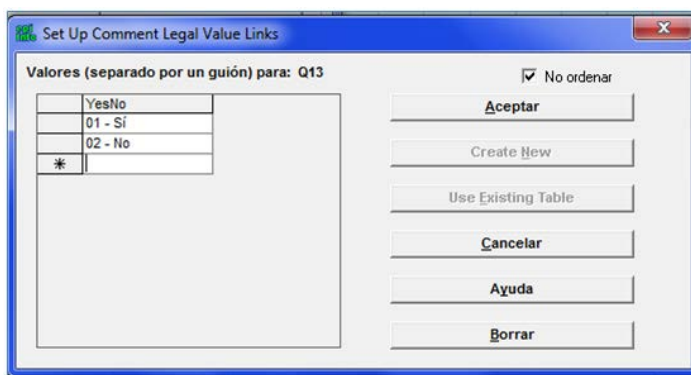 Set Up Comment Legal Value Links
Valores (separado por un guión) para: Q13
No ordenar
YesNo
01 - Sí
02 - No
Aceptar
Create New
Use Existing Table
Cancelar
Ayuda
Borrar